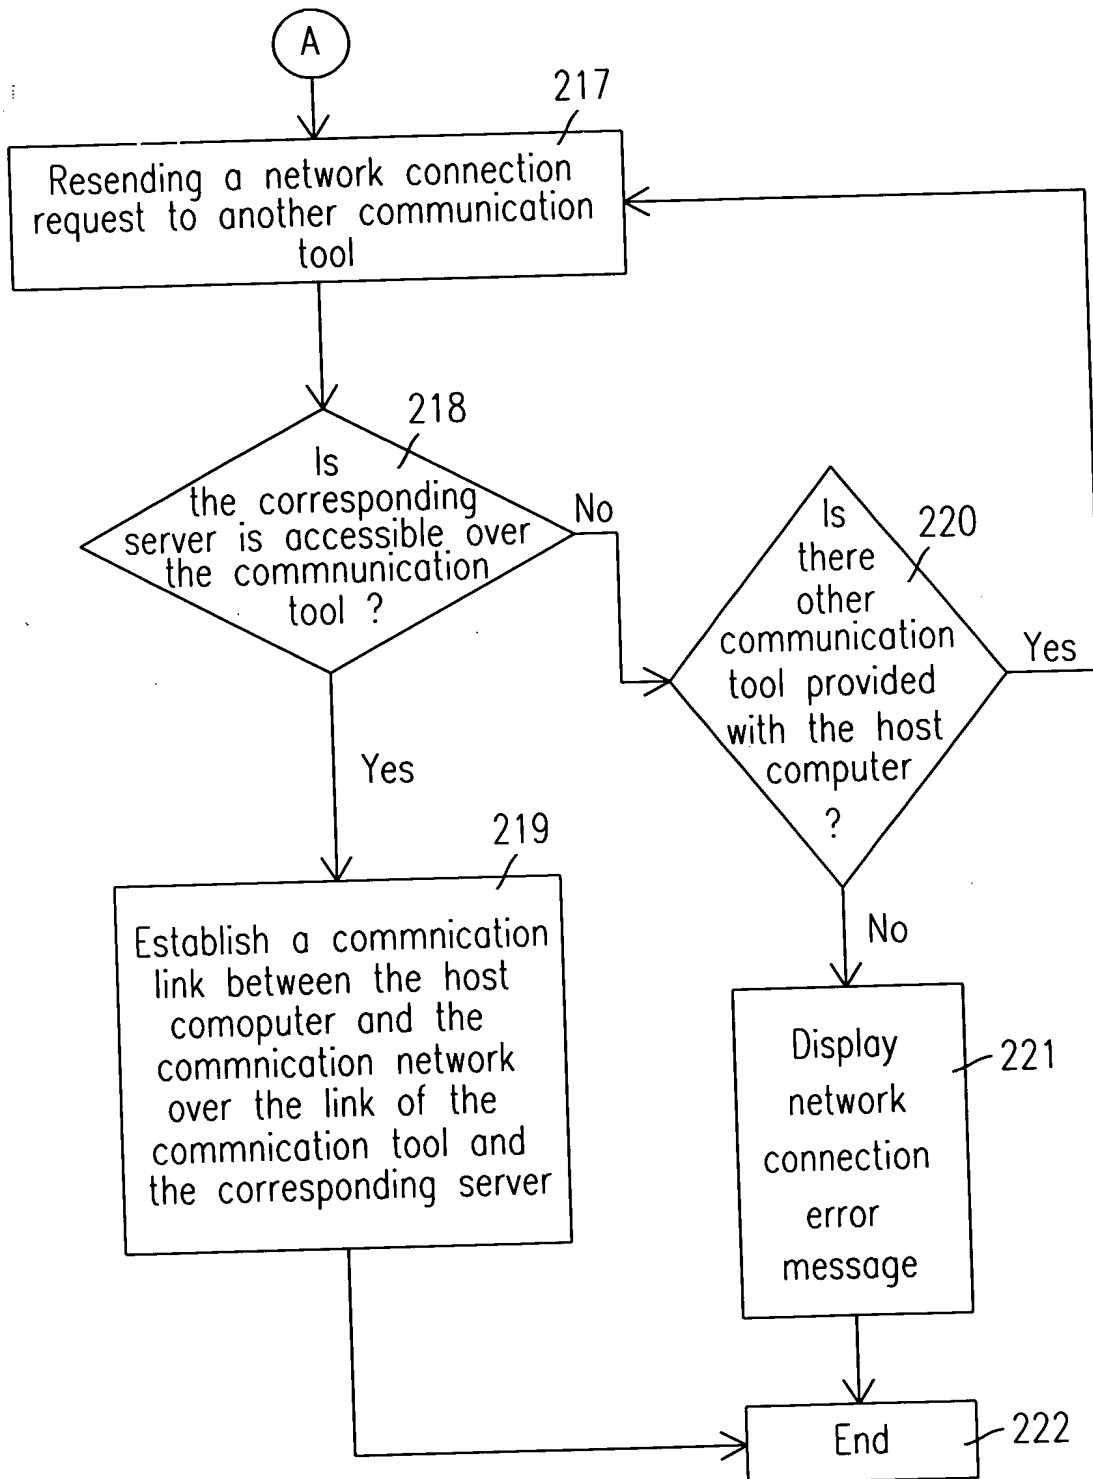 A
217
Resending a network connection
request to another communication
tool
218
Is
the corresponding
server is accessible over
the commnunication
tool ?
No
220
Is
there
other
communication
tool provided
with the host
computer
?
Yes
Yes
219
Establish a commnication
link between the host
comoputer and the
commnication network
over the link of the
commnication tool and
the corresponding server
No
221
Display
network
connection
error
message
End
222